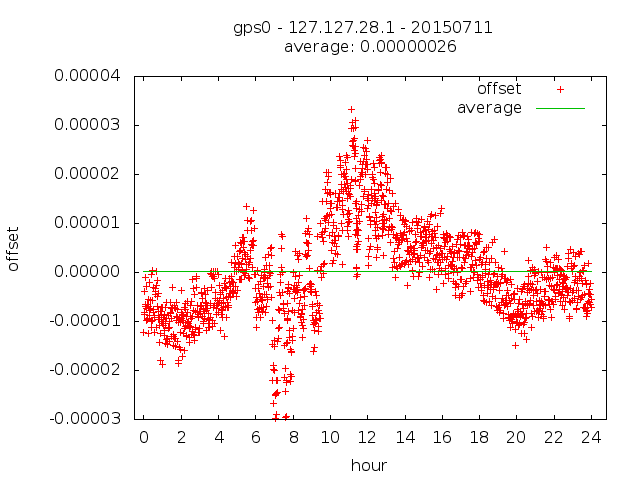 gps0 - 127.127.28.1 - 20150711
average: 0.00000026
offset
average
0.00004
0.00003
0.00002
0.00001
0.00000
-0.00001
-0.00002
-0.00003
offset
0 2 4 6 8 10 12 14 16 18 20 22 24
hour